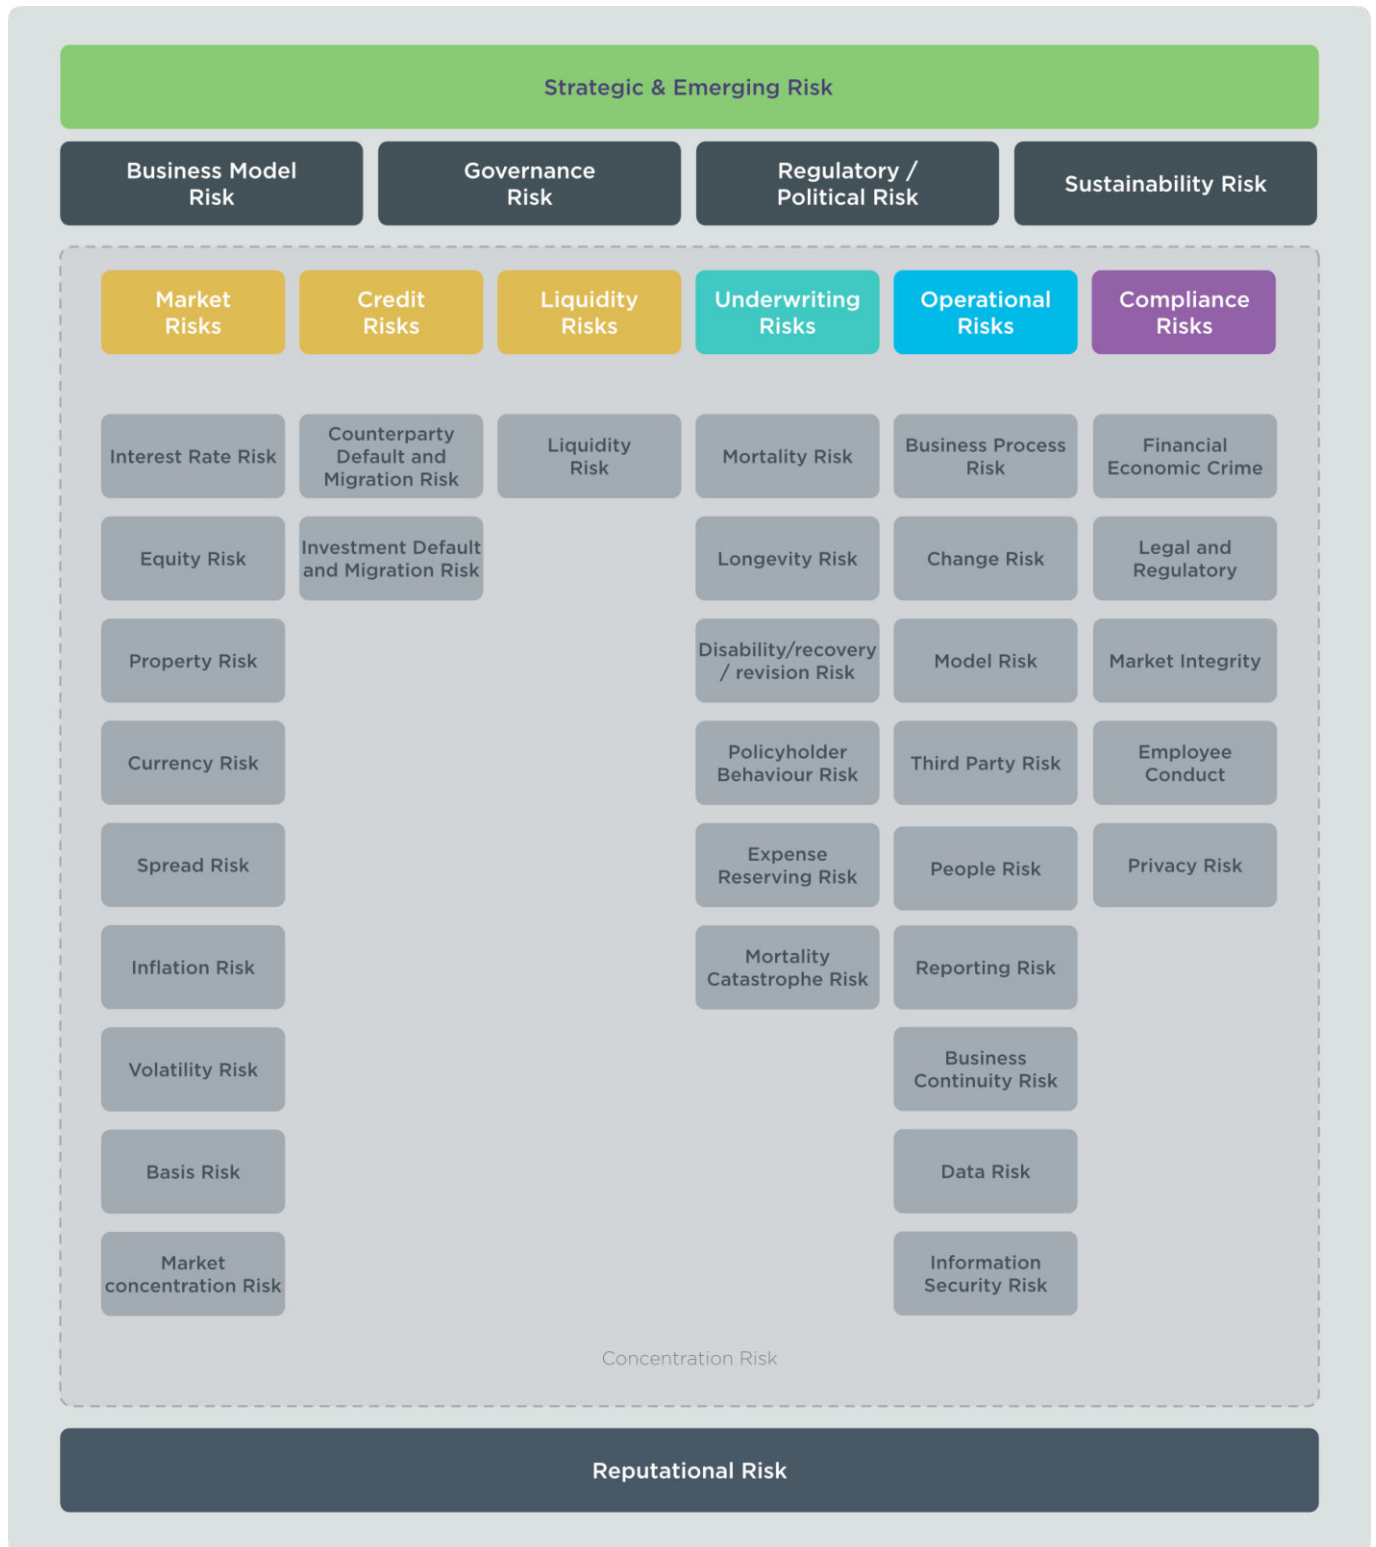 Strategic & Emerging Risk
Business Model
Risk
Governance
Risk
Regulatory /
Political Risk
Sustainability Risk
Market
Risks
Credit
Risks
Liquidity
Risks
Underwriting
Risks
Operational
Risks
Compliance
Risks
Interest Rate Risk
Counterparty
Default and
Migration Risk
Liquidity
Risk
Mortality Risk
Business Process
Risk
Financial
Economic Crime
Equity Risk
Investment Default
and Migration Risk
Longevity Risk
Change Risk
Legal and
Regulatory
Property Risk
Disability/recovery
/ revision Risk
Model Risk
Market Integrity
Currency Risk
Policyholder
Behaviour Risk
Third Party Risk
Employee
Conduct
Spread Risk
Expense
Reserving Risk
People Risk
Privacy Risk
Inflation Risk
Mortality
Catastrophe Risk
Reporting Risk
Volatility Risk
Business
Continuity Risk
Basis Risk
Data Risk
Market
concentration Risk
Information
Security Risk
Concentration Risk
Reputational Risk